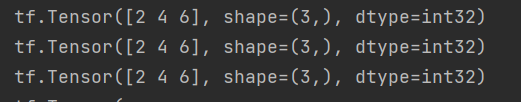 tf.Tensor([2 4 6], shape=(3,), dtype=int32)
tf.Tensor([2 4 6], shape=(3,), dtype=int32)
tf.Tensor([2 4 6], shape=(3,), dtype=int32)